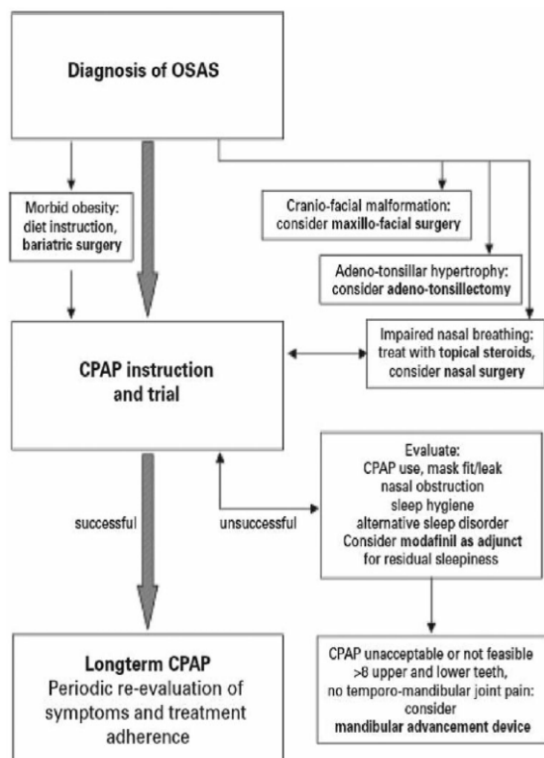 Diagnosis of OSAS
Morbid obesity:
diet instruction,
bariatric surgery
Cranio-facial malformation:
consider maxillo-facial surgery
Adeno-tonsillar hypertrophy:
consider adeno-tonsillectomy
Impaired nasal breathing:
treat with topical steroids,
consider nasal surgery
CPAP instruction
and trial
Evaluate:
CPAP use, mask fit/leak
nasal obstruction
sleep hygiene
alternative sleep disorder
Consider modafinil as adjunct
for residual sleepiness
successful
unsuccessful
Longterm CPAP
Periodic re-evaluation of
symptoms and treatment
adherence
CPAP unacceptable or not feasible
>8 upper and lower teeth,
no temporo-mandibular joint pain:
consider
mandibular advancement device